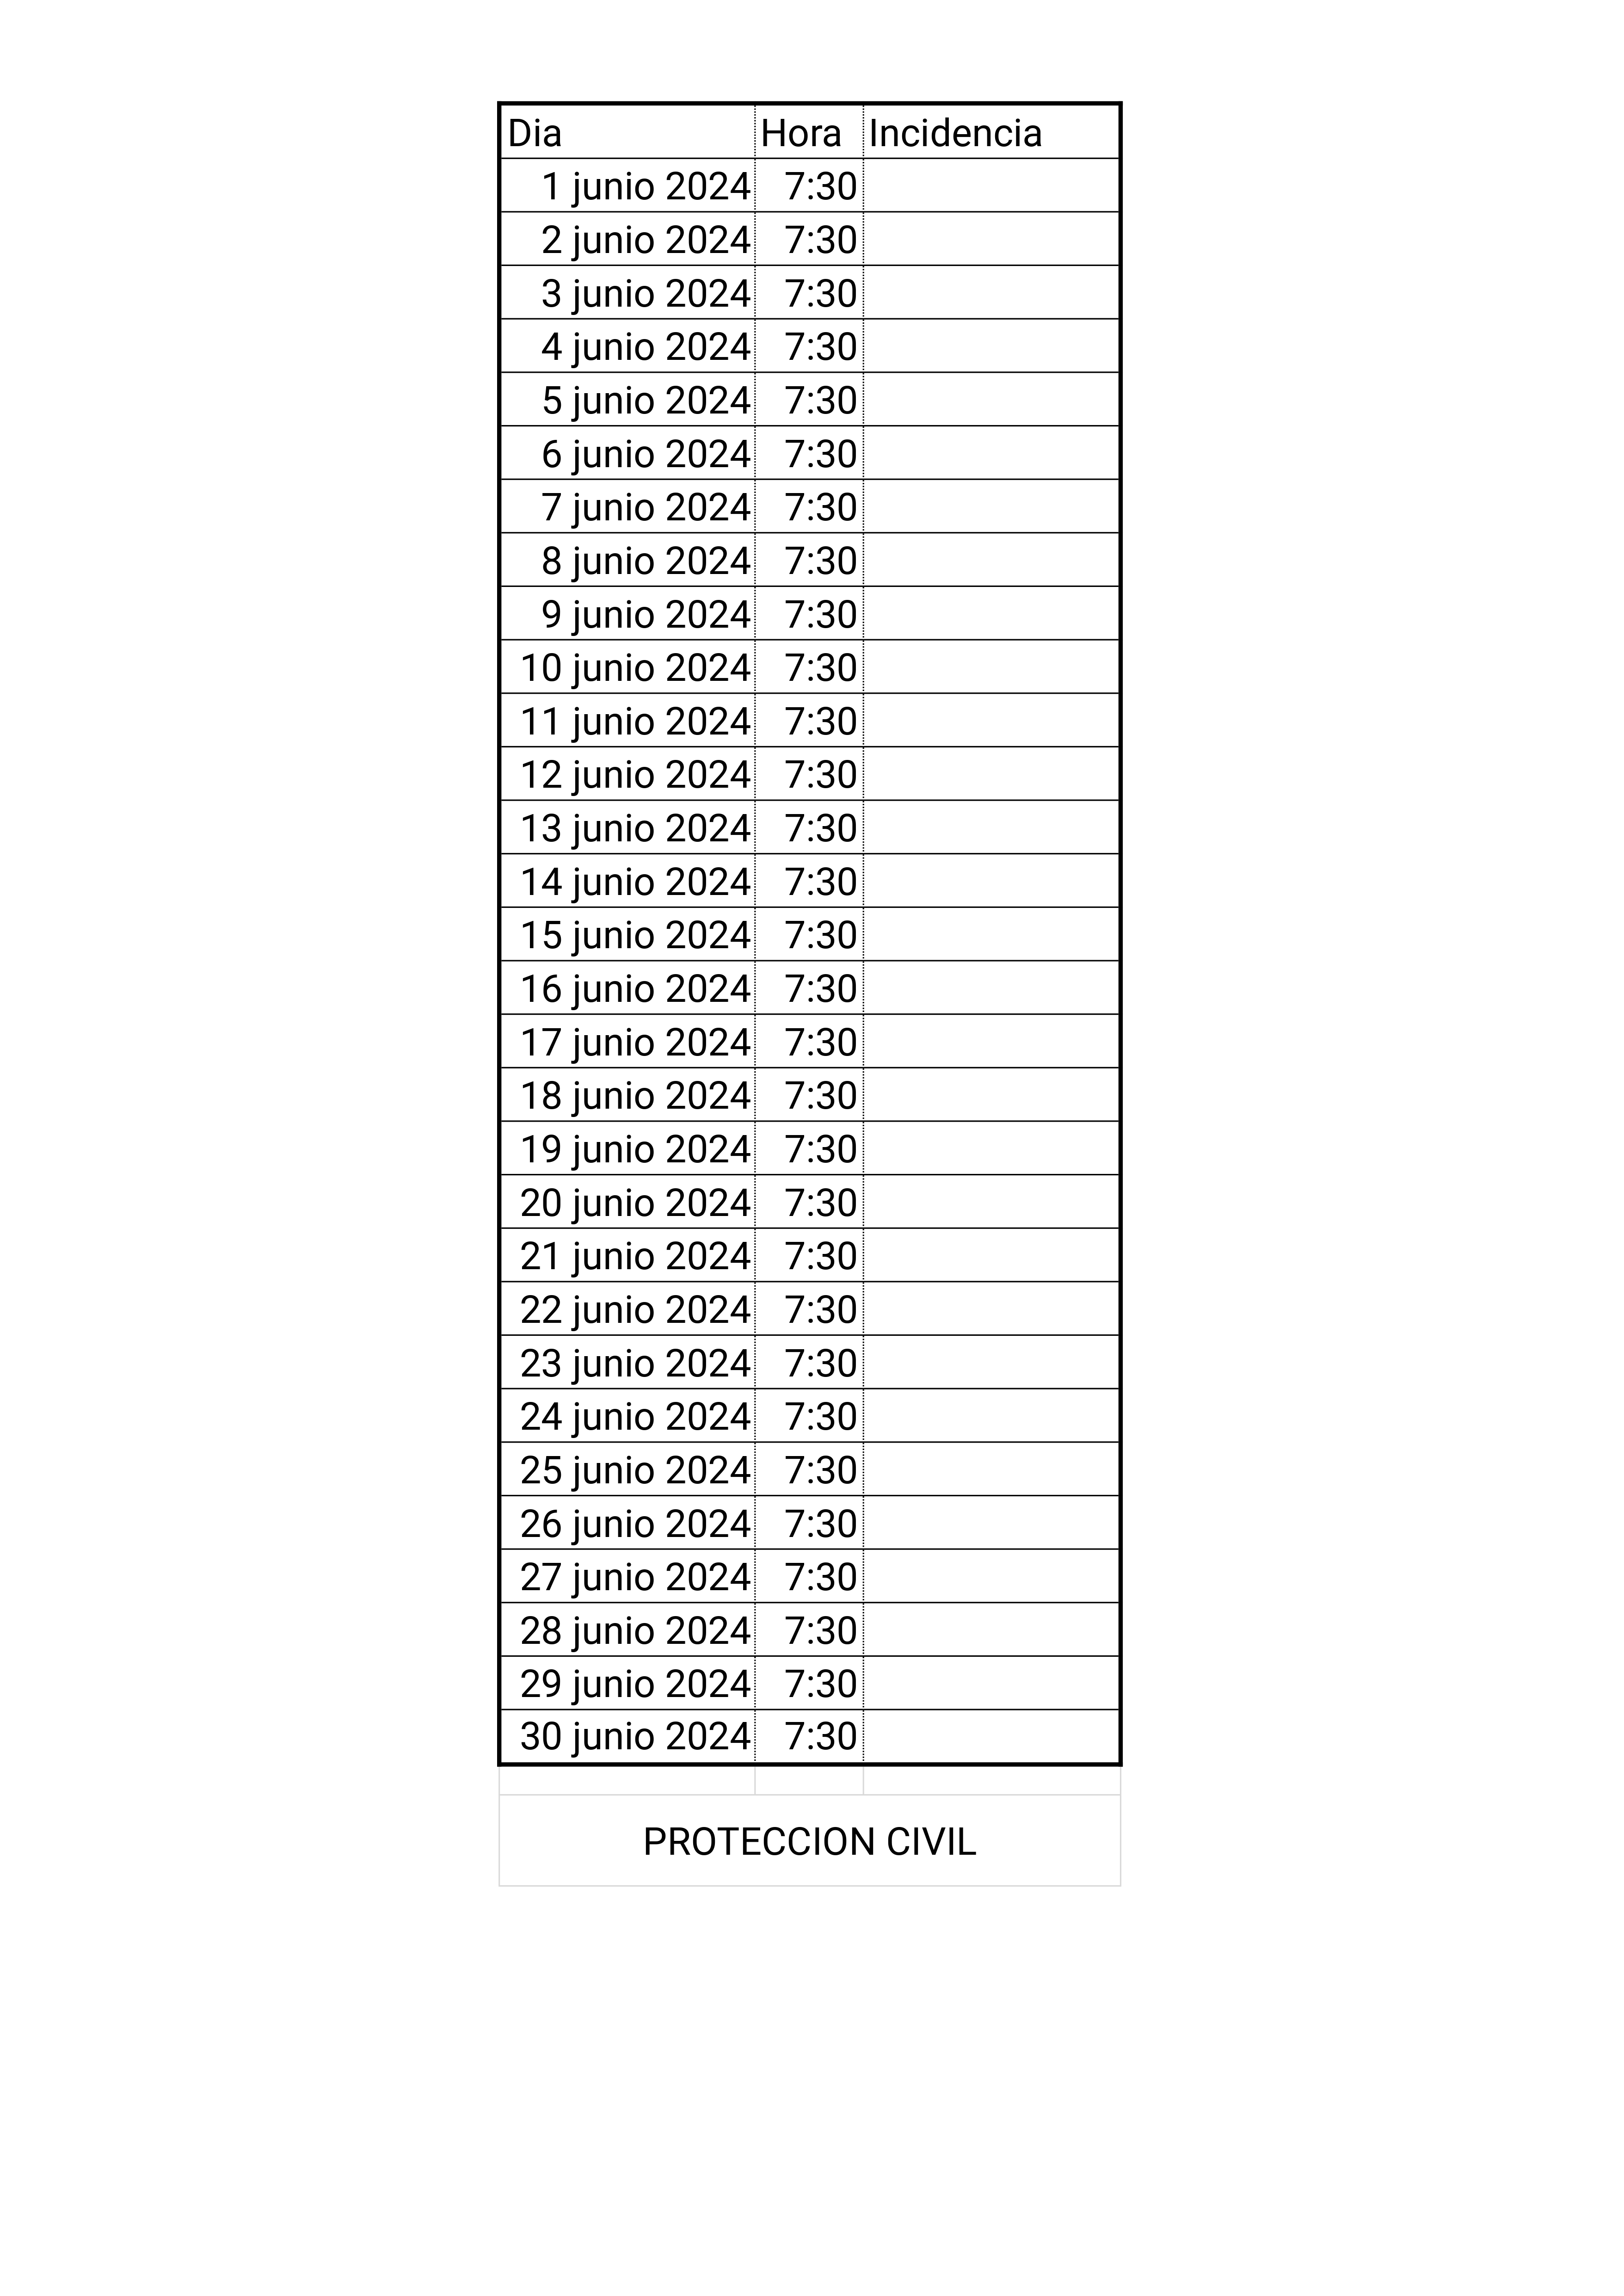 Dia Hora Incidencia
1 junio 2024 7:30
2 junio 2024 7:30
3 junio 2024 7:30
4 junio 2024 7:30
5 junio 2024 7:30
6 junio 2024 7:30
7 junio 2024 7:30
8 junio 2024 7:30
9 junio 2024 7:30
10 junio 2024 7:30
11 junio 2024 7:30
12 junio 2024 7:30
13 junio 2024 7:30
14 junio 2024 7:30
15 junio 2024 7:30
16 junio 2024 7:30
17 junio 2024 7:30
18 junio 2024 7:30
19 junio 2024 7:30
20 junio 2024 7:30
21 junio 2024 7:30
22 junio 2024 7:30
23 junio 2024 7:30
24 junio 2024 7:30
25 junio 2024 7:30
26 junio 2024 7:30
27 junio 2024 7:30
28 junio 2024 7:30
29 junio 2024 7:30
30 junio 2024 7:30
PROTECCION CIVIL